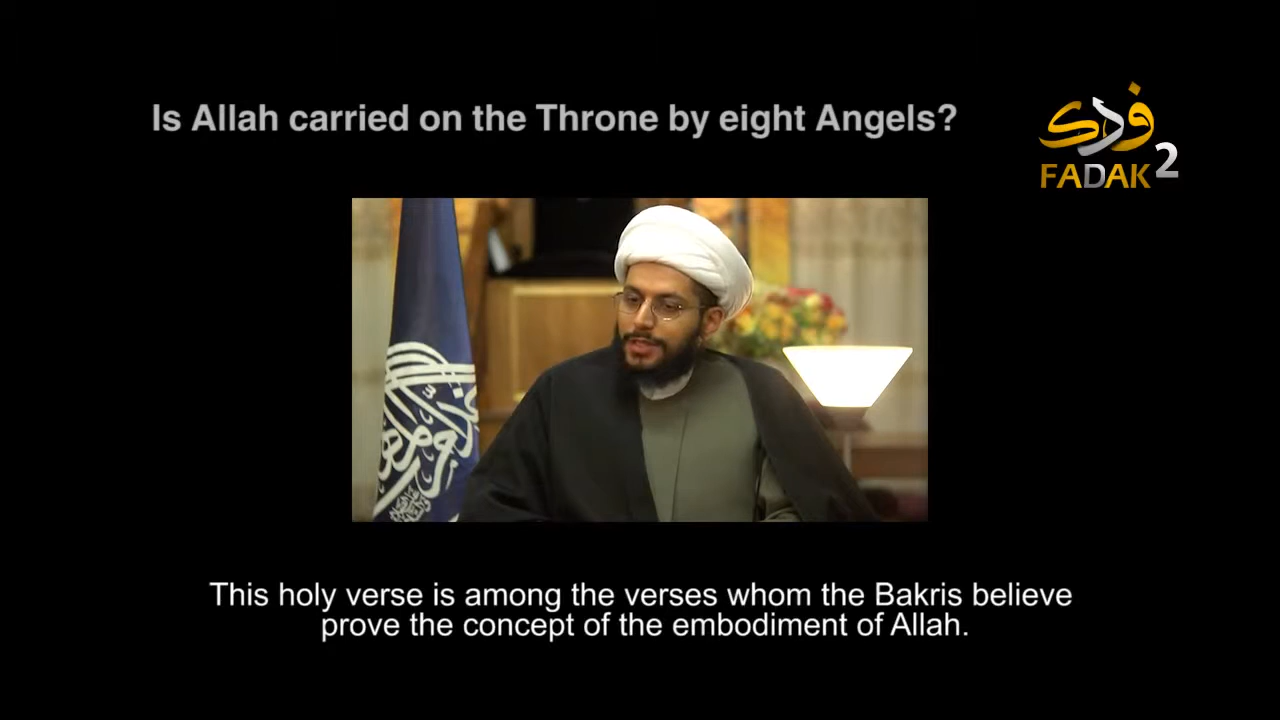 Is Allah carried on the Throne by eight Angels?
فدك
FADAK 2
This holy verse is among the verses whom the Bakris believe
prove the concept of the embodiment of Allah.